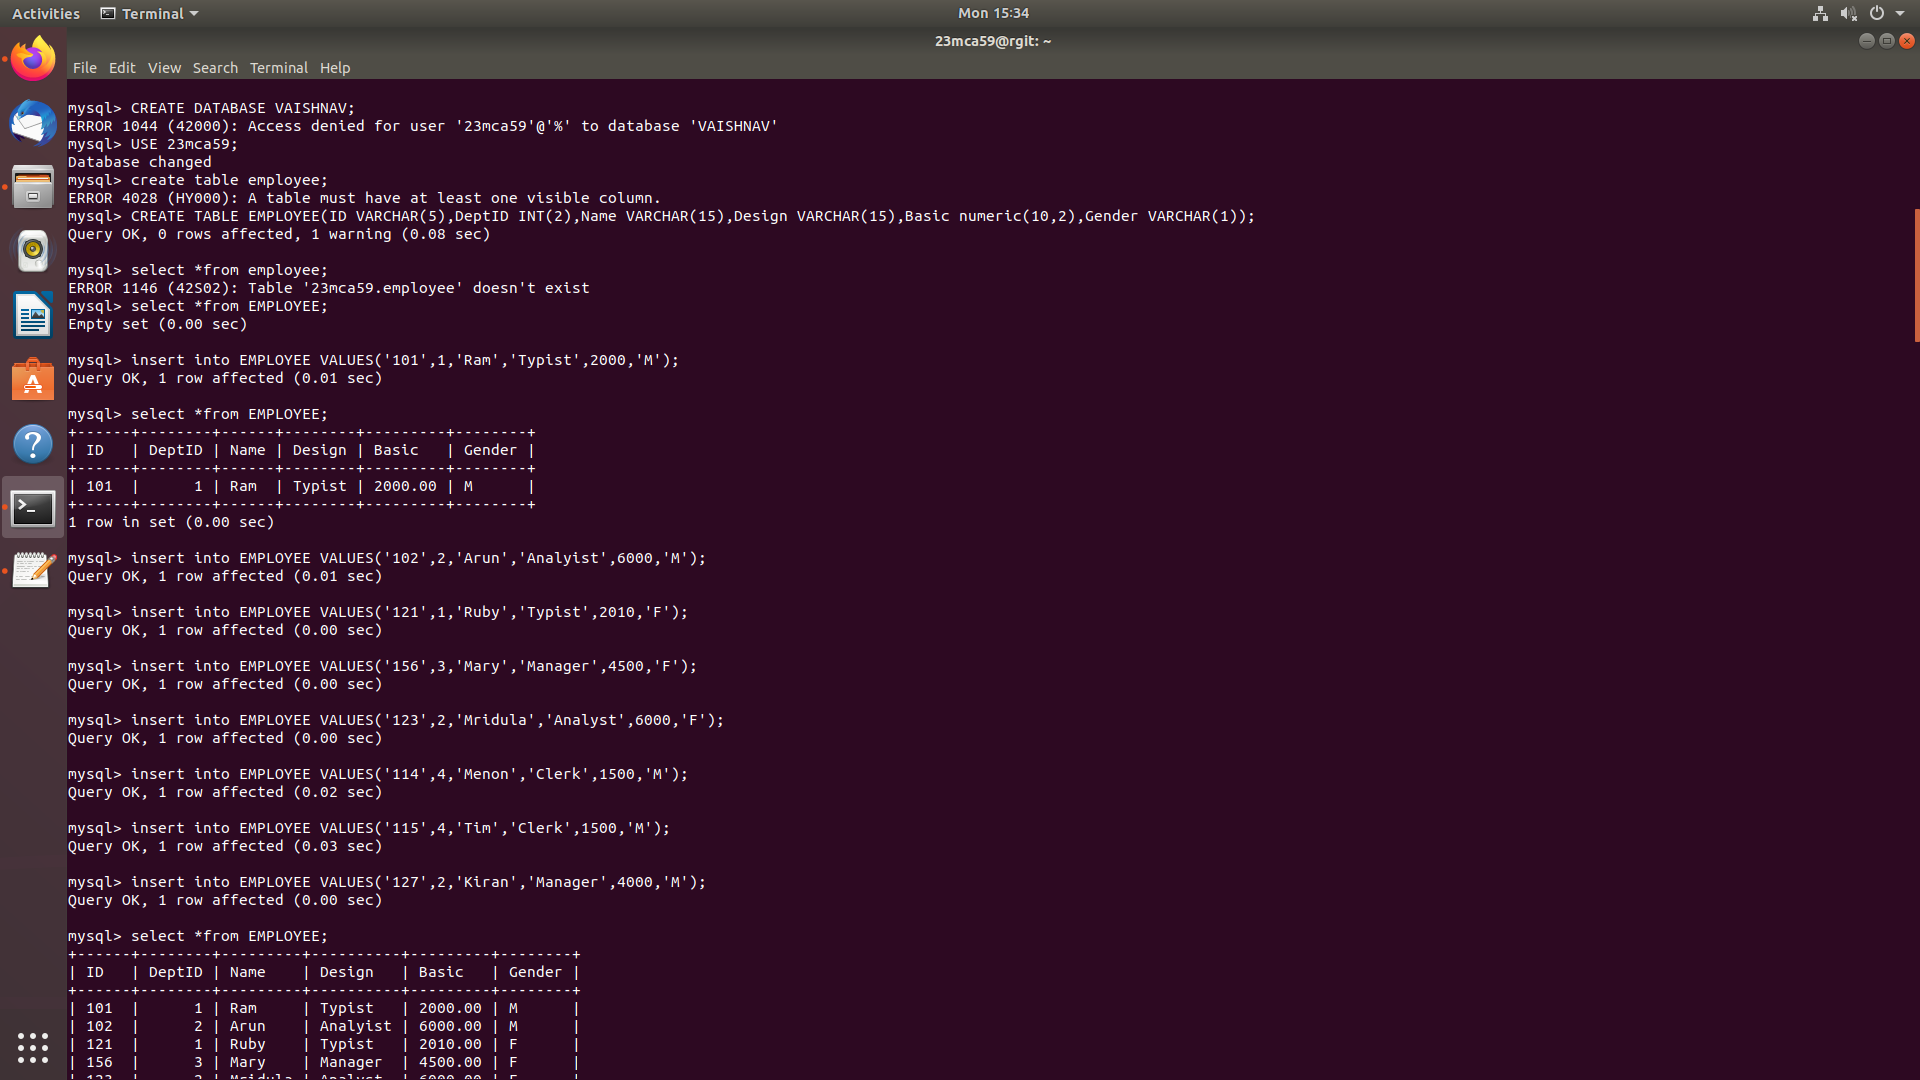 Activities Terminal Mon 15:34
23mca59@rgit: ~
File Edit View Search Terminal Help
mysql> CREATE DATABASE VAISHNAV;
ERROR 1044 (42000): Access denied for user '23mca59'@'%' to database 'VAISHNAV'
mysql> USE 23mca59;
Database changed
mysql> create table employee;
ERROR 4028 (HY000): A table must have at least one visible column.
mysql> CREATE TABLE EMPLOYEE(ID VARCHAR(5),DeptID INT(2),Name VARCHAR(15),Design VARCHAR(15),Basic numeric(10,2),Gender VARCHAR(1));
Query OK, 0 rows affected, 1 warning (0.08 sec)
mysql> select *from employee;
ERROR 1146 (42S02): Table '23mca59.employee' doesn't exist
mysql> select *from EMPLOYEE;
Empty set (0.00 sec)
mysql> insert into EMPLOYEE VALUES('101',1,'Ram','Typist',2000,'M');
Query OK, 1 row affected (0.01 sec)
mysql> select *from EMPLOYEE;
+------+--------+------+--------+---------+--------+
| ID   | DeptID | Name | Design | Basic   | Gender |
+------+--------+------+--------+---------+--------+
| 101  |      1 | Ram  | Typist | 2000.00 | M      |
+------+--------+------+--------+---------+--------+
1 row in set (0.00 sec)
mysql> insert into EMPLOYEE VALUES('102',2,'Arun','Analyist',6000,'M');
Query OK, 1 row affected (0.01 sec)
mysql> insert into EMPLOYEE VALUES('121',1,'Ruby','Typist',2010,'F');
Query OK, 1 row affected (0.00 sec)
mysql> insert into EMPLOYEE VALUES('156',3,'Mary','Manager',4500,'F');
Query OK, 1 row affected (0.00 sec)
mysql> insert into EMPLOYEE VALUES('123',2,'Mridula','Analyst',6000,'F');
Query OK, 1 row affected (0.00 sec)
mysql> insert into EMPLOYEE VALUES('114',4,'Menon','Clerk',1500,'M');
Query OK, 1 row affected (0.02 sec)
mysql> insert into EMPLOYEE VALUES('115',4,'Tim','Clerk',1500,'M');
Query OK, 1 row affected (0.03 sec)
mysql> insert into EMPLOYEE VALUES('127',2,'Kiran','Manager',4000,'M');
Query OK, 1 row affected (0.00 sec)
mysql> select *from EMPLOYEE;
+------+--------+---------+----------+---------+--------+
| ID   | DeptID | Name    | Design   | Basic   | Gender |
+------+--------+---------+----------+---------+--------+
| 101  |      1 | Ram     | Typist   | 2000.00 | M      |
| 102  |      2 | Arun    | Analyist | 6000.00 | M      |
| 121  |      1 | Ruby    | Typist   | 2010.00 | F      |
| 156  |      3 | Mary    | Manager  | 4500.00 | F      |
| 123  |      2 | Mridula | Analyst  | 6000.00 | F      |